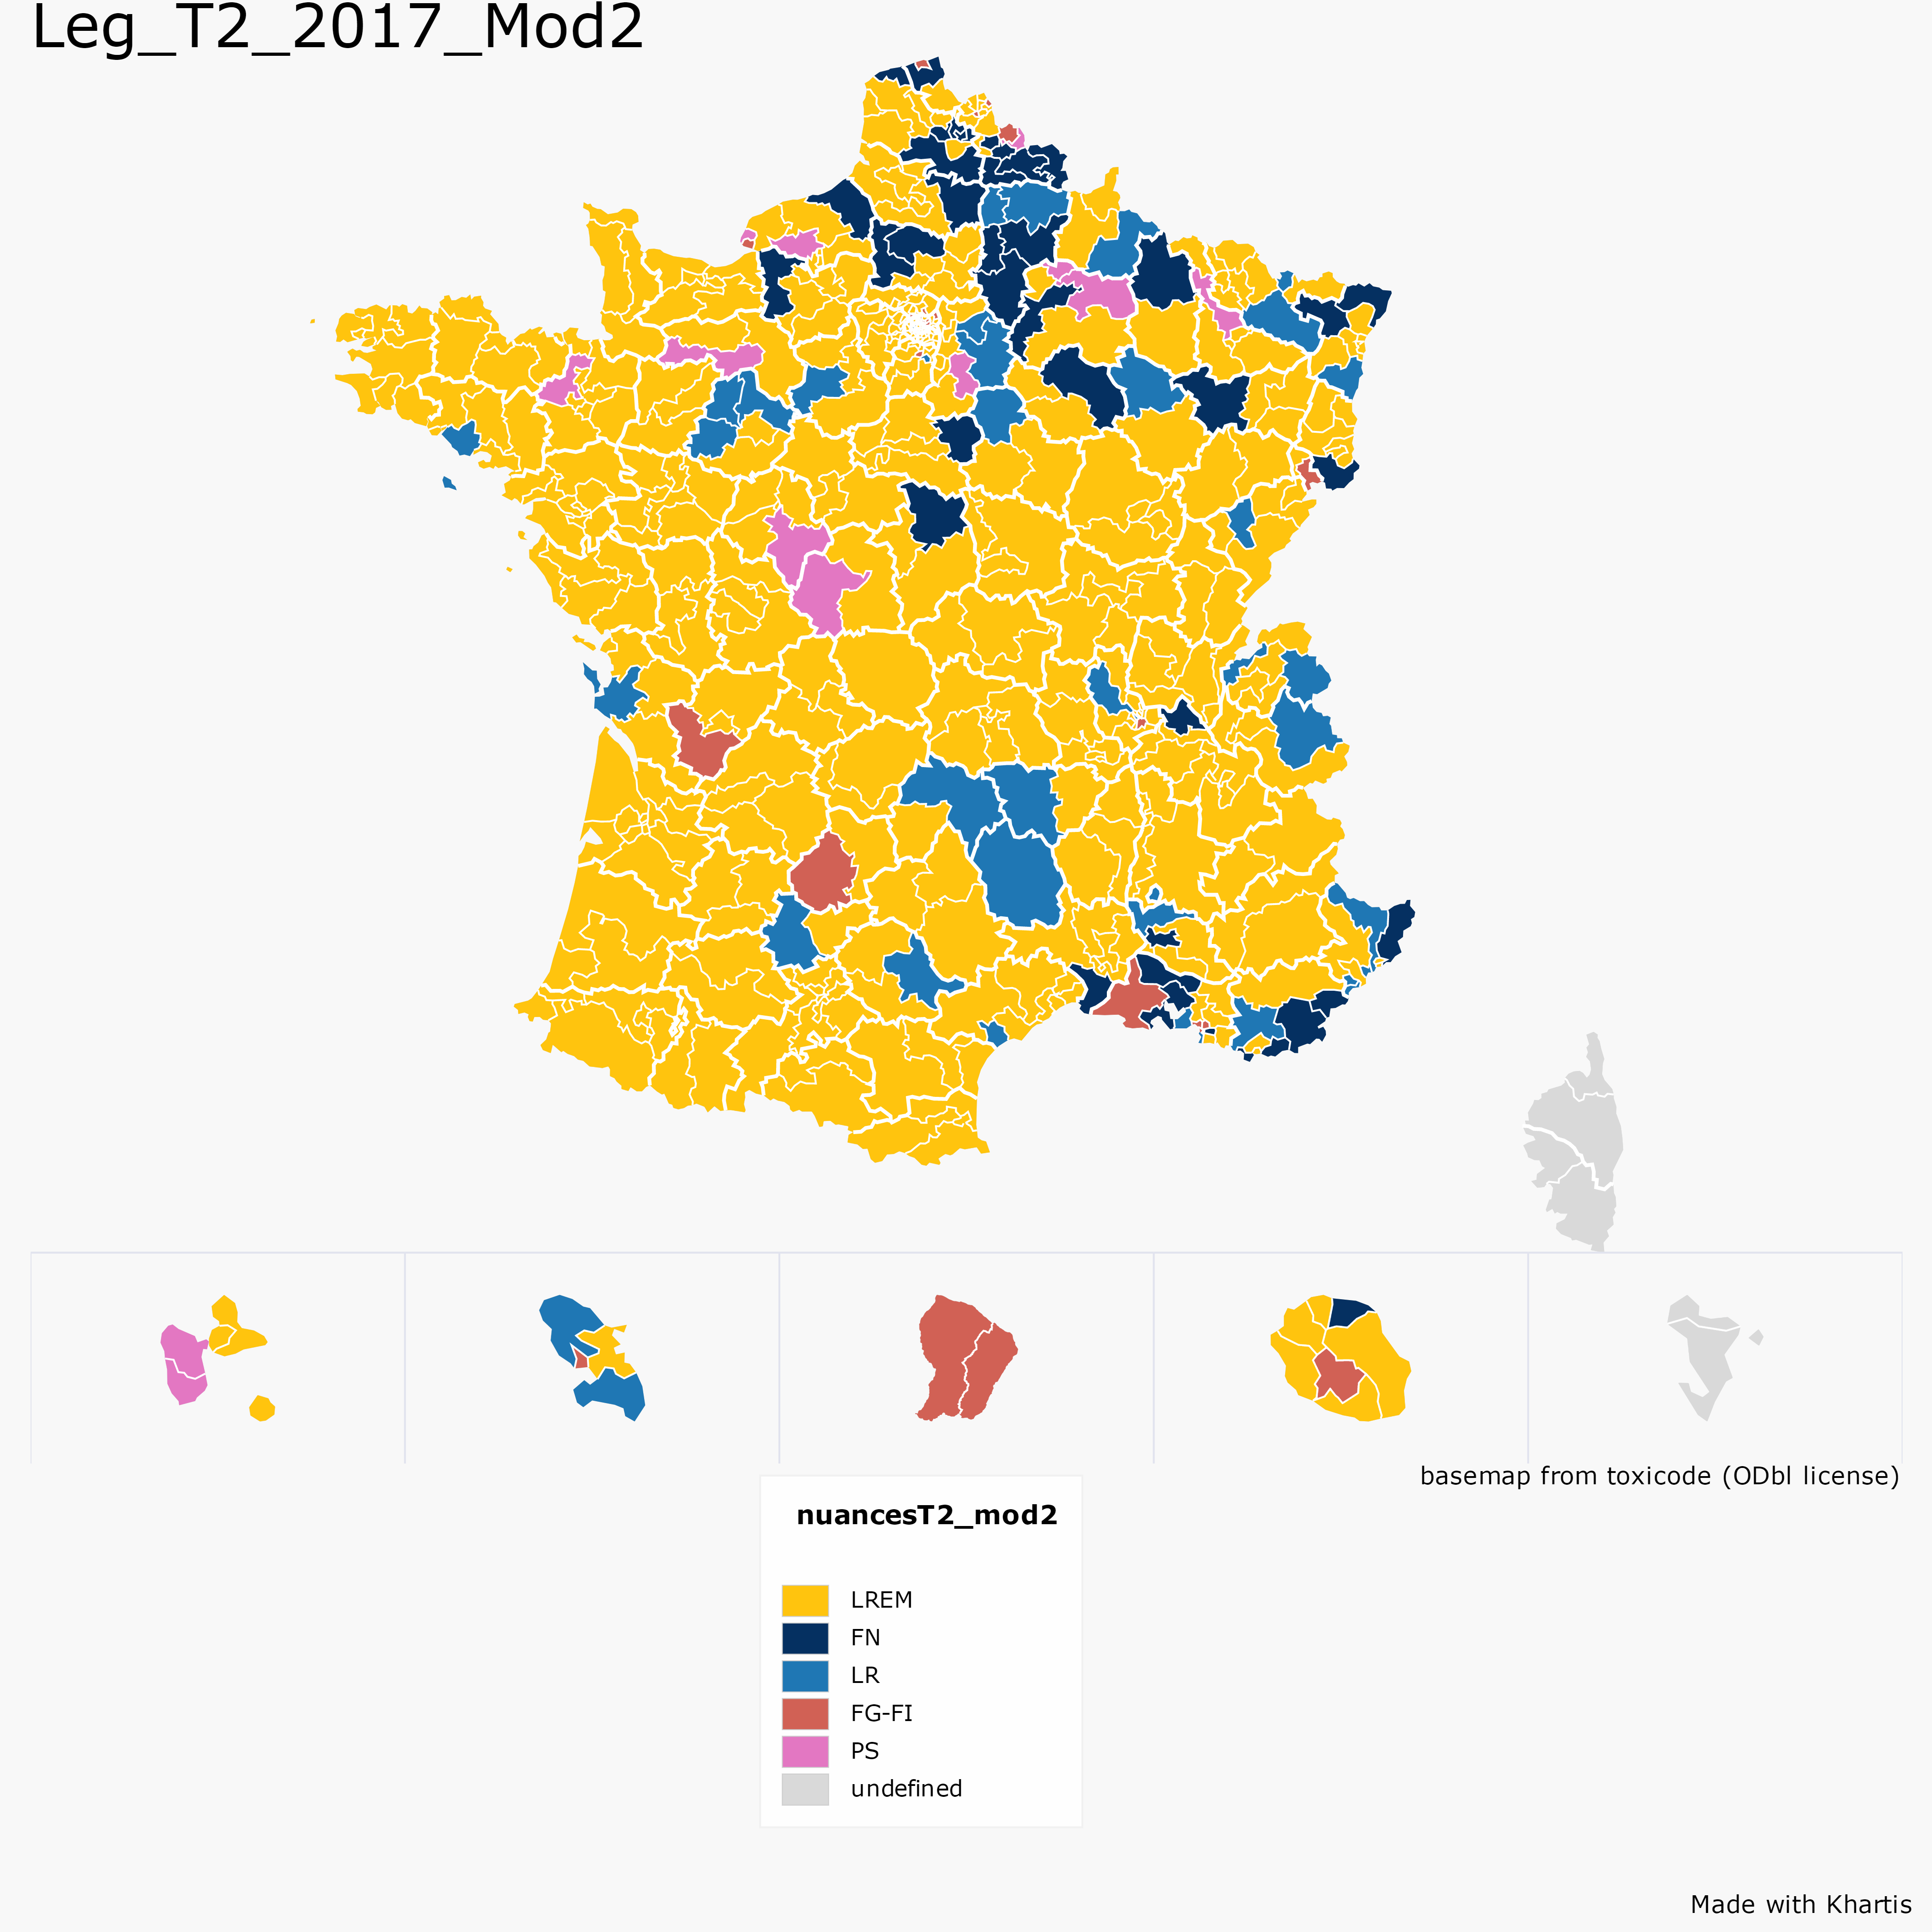 Leg_T2_2017_Mod2
basemap from toxicode (ODbl license)
nuancesT2_mod2
LREM
FN
LR
FG-FI
PS
undefined
Made with Khartis